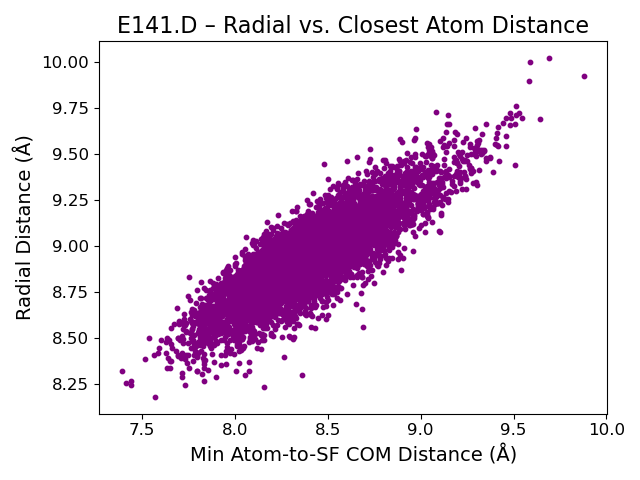 E141.D – Radial vs. Closest Atom Distance
10.00
9.75
9.50
9.25
9.00
8.75
8.50
8.25
Radial Distance (Å)
7.5 8.0 8.5 9.0 9.5 10.0
Min Atom-to-SF COM Distance (Å)